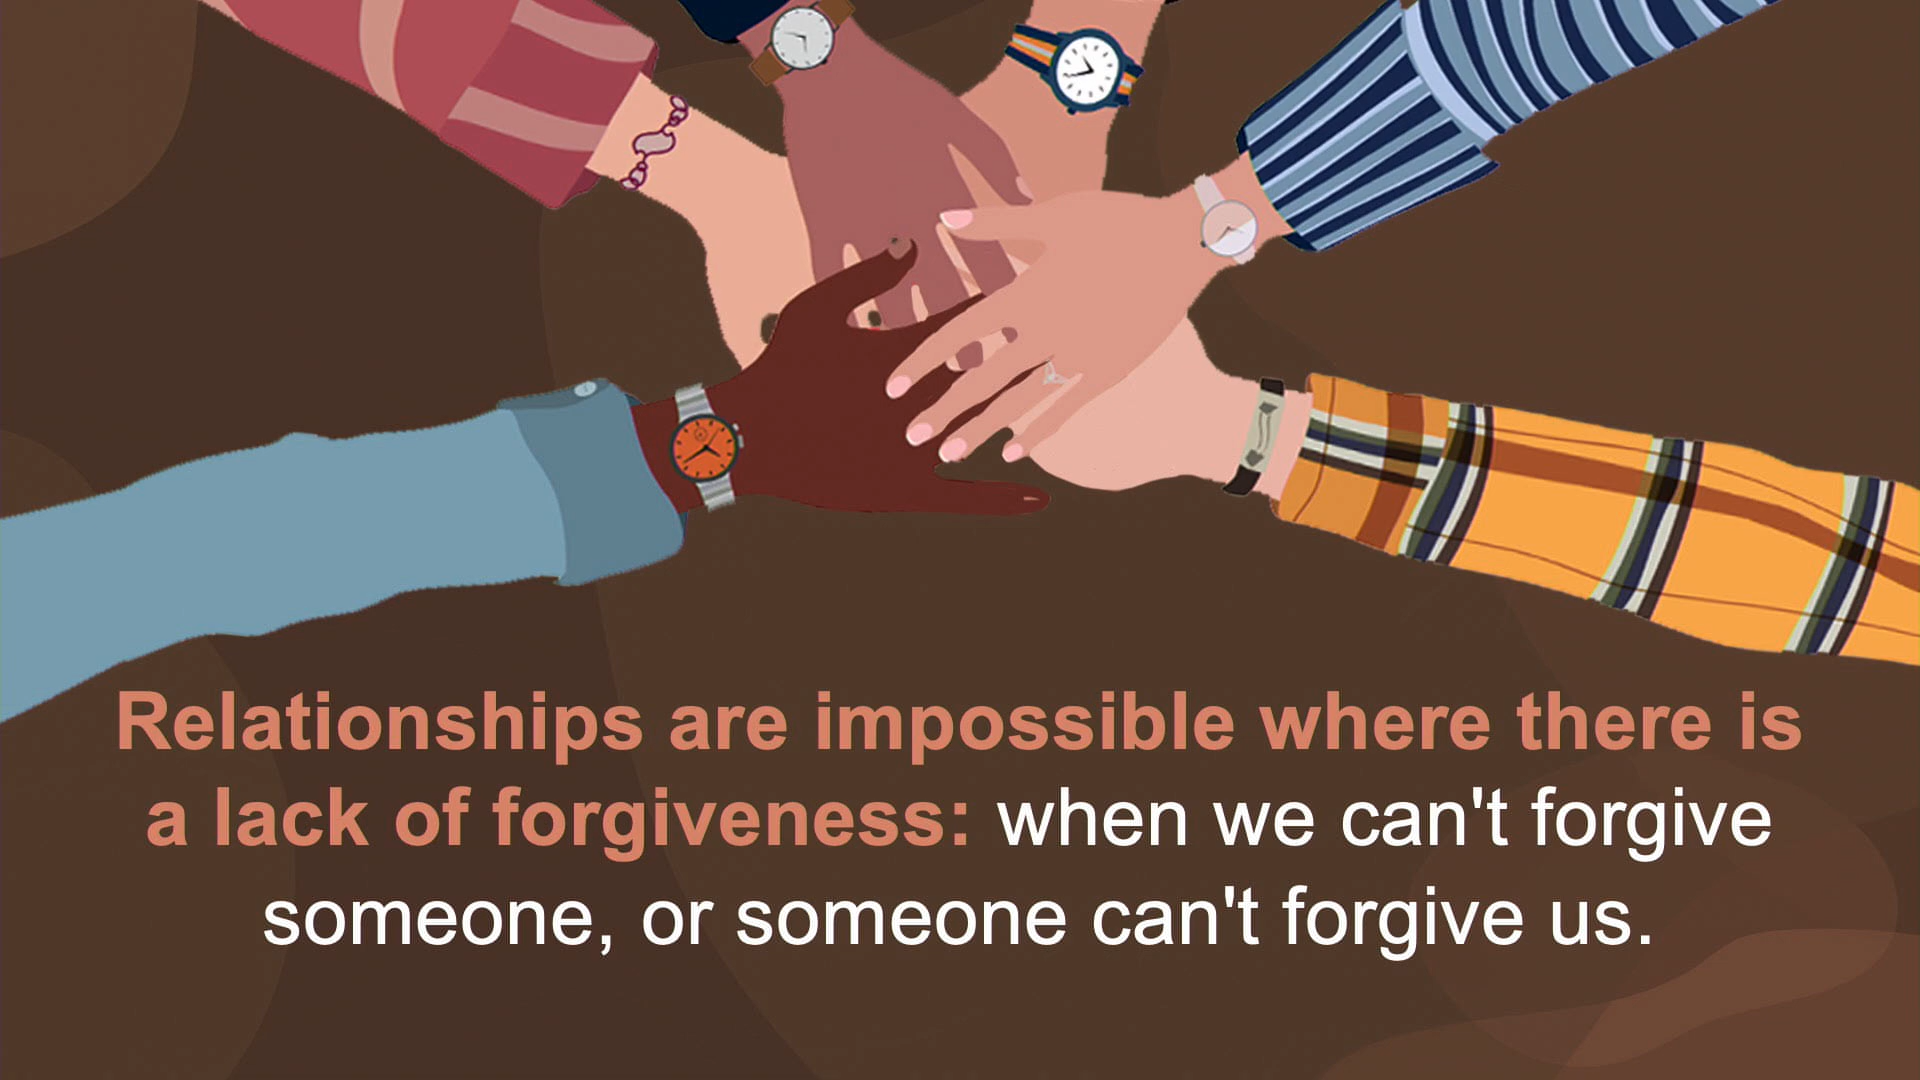 Relationships are impossible where there is
a lack of forgiveness: when we can't forgive
someone, or someone can't forgive us.